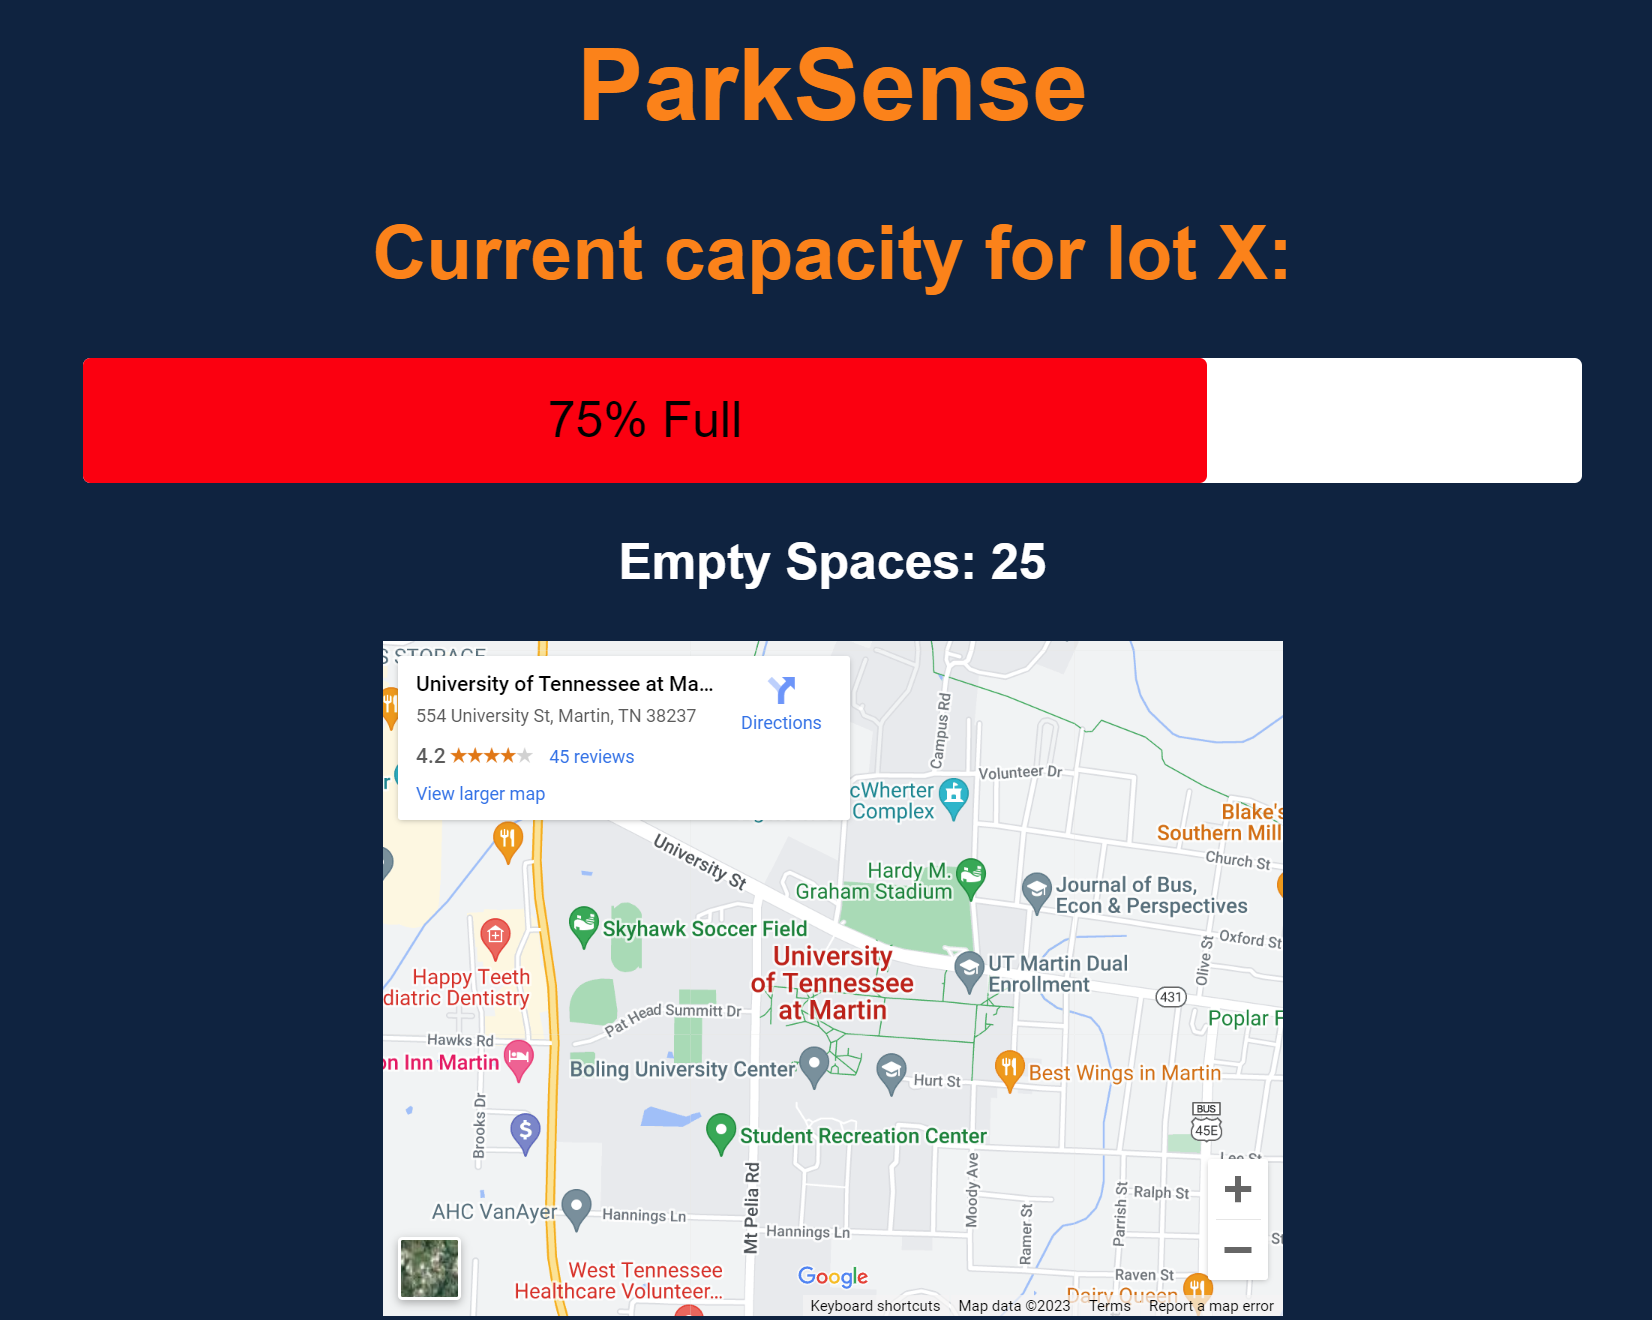 ParkSense
Current capacity for lot X:
75% Full
Empty Spaces: 25
S STORAGE
University of Tennessee at Ma...
554 University St, Martin, TN 38237
4.2
45 reviews
View larger map
Directions
Campus Rd
Volunteer Dr
cWherter
Complex
Blake's
Southern Mill
Church St
University St
Hardy M.
Graham Stadium
Journal of Bus,
Econ & Perspectives
Skyhawk Soccer Field
Oxford St
Olive St
University
of Tennessee
at Martin
UT Martin Dual
Enrollment
431
Happy Teeth
diatric Dentistry
Pat Head Summitt Dr
Poplar F
Hawks Rd
on Inn Martin
Boling University Center
Hurt St
Best Wings in Martin
Brooks Dr
$
Student Recreation Center
BUS
45E
Lee St
Mt Pelia Rd
Moody Ave
Ramer St
Parrish St
Ralph St
AHC VanAyer
Hannings Ln
Hannings Ln
St
West Tennessee
Healthcare Volunteer...
Google
Raven St
Dairy Queen
Keyboard shortcuts
Map data ©2023
Terms
Report a map error